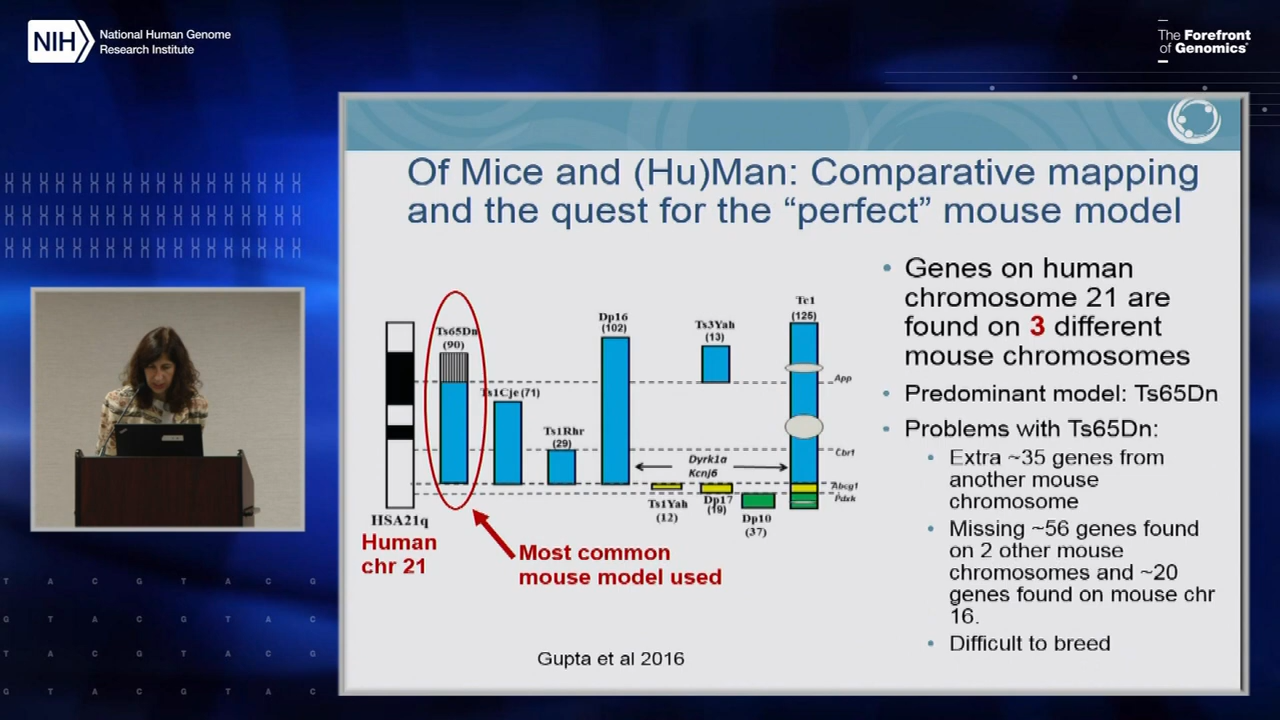 NIH
National Human Genome
Research Institute
The Forefront
of Genomics®
Of Mice and (Hu)Man: Comparative mapping
and the quest for the “perfect” mouse model
Ts65Dn
(90)
Ts1Cje (71)
Ts1Rhr
(29)
Dp16
(102)
Ts3Yah
(13)
Tc1
(125)
App
Cbr1
Dyrk1a
Kcnj6
Abcg1
Pdxk
Ts1Yah
(12)
Dp17
(19)
Dp10
(37)
HSA21q
Human
chr 21
Most common
mouse model used
Gupta et al 2016
• Genes on human
chromosome 21 are
found on 3 different
mouse chromosomes
• Predominant model: Ts65Dn
• Problems with Ts65Dn:
• Extra ~35 genes from
another mouse
chromosome
• Missing ~56 genes found
on 2 other mouse
chromosomes and ~20
genes found on mouse chr
16.
• Difficult to breed
T A C G T A C G
G T A C G T A C
T A C G T A C G
G T A C G T A C